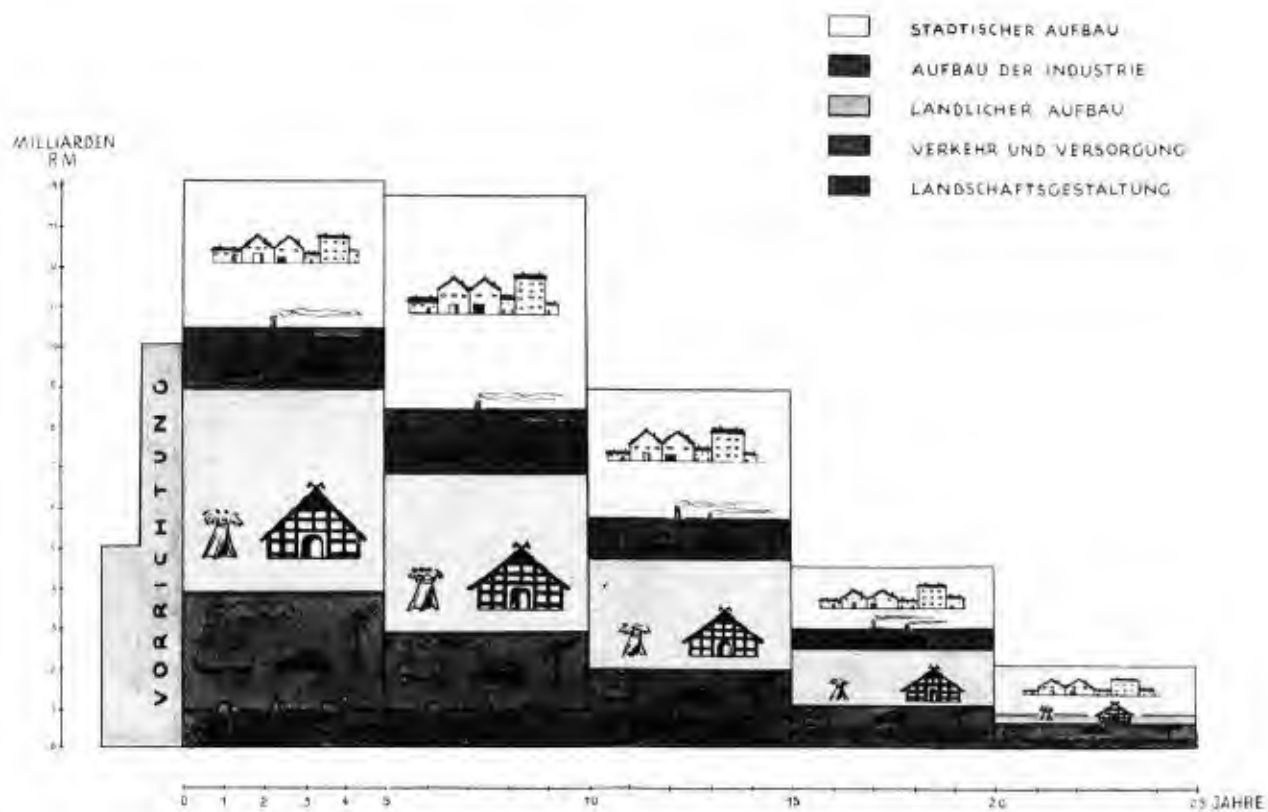 STADTISCHER AUFBAU
AUFBAU DER INDUSTRIE
LANDLICHER AUFBAU
VERKEHR UND VERSORGUNG
LANDSCHAFTSGESTALTUNG
MILLIARDEN
RM
VORRICHTUNG
0 1 2 3 4 5 10 15 20 25 JAHRE